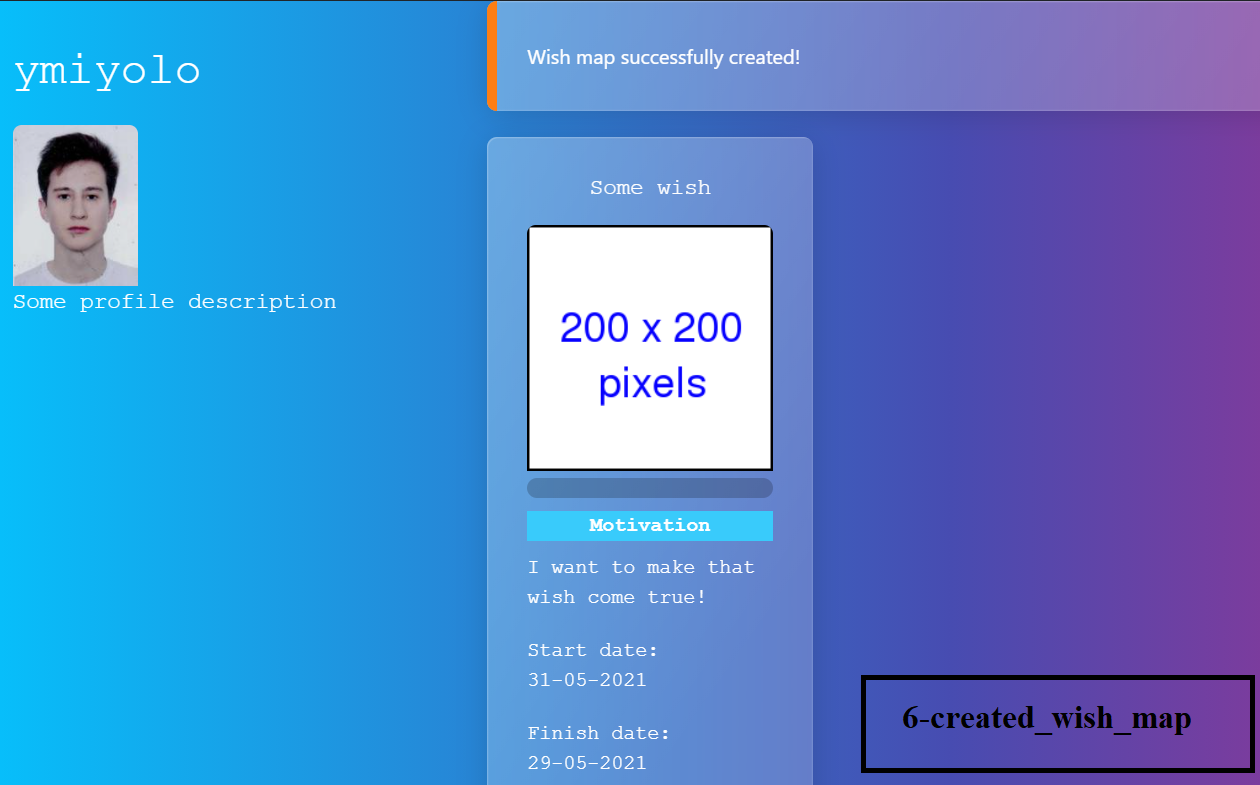 ymiyolo
Some profile description
Wish map successfully created!
Some wish
200 x 200
pixels
Motivation
I want to make that
wish come true!
Start date:
31-05-2021
Finish date:
29-05-2021
6-created_wish_map